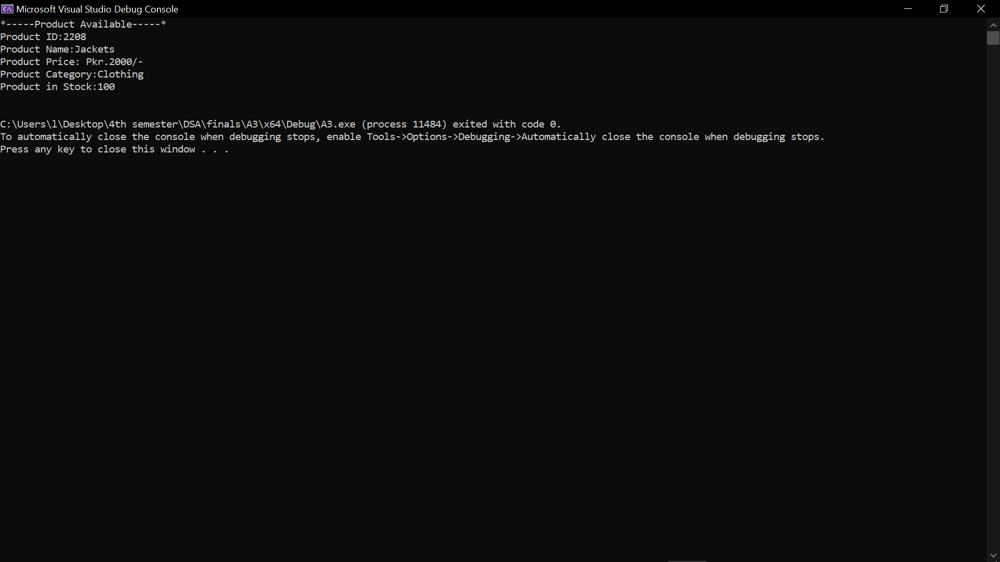 Microsoft Visual Studio Debug Console
*-----Product Available-----*
Product ID:2208
Product Name:Jackets
Product Price: Pkr.2000/-
Product Category:Clothing
Product in Stock:100
C:\Users\l\Desktop\4th semester\DSA\finals\A3\x64\Debug\A3.exe (process 11484) exited with code 0.
To automatically close the console when debugging stops, enable Tools->Options->Debugging->Automatically close the console when debugging stops.
Press any key to close this window . . .